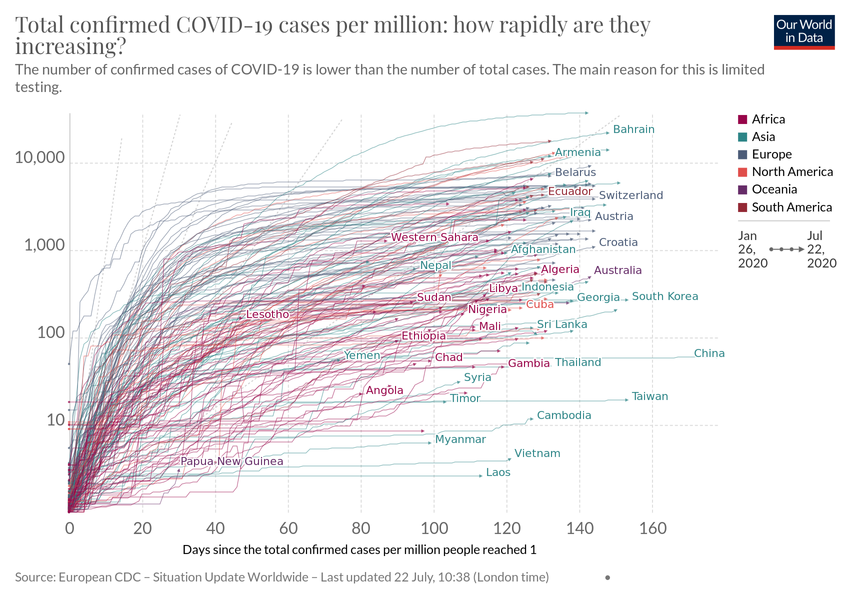 Total confirmed COVID-19 cases per million: how rapidly are they
increasing?
Our World
in Data
The number of confirmed cases of COVID-19 is lower than the number of total cases. The main reason for this is limited
testing.
Africa
Asia
Europe
North America
Oceania
South America
Jan
26,
2020
Jul
22,
2020
10,000
1,000
100
10
Bahrain
Armenia
Belarus
Ecuador
Switzerland
Iraq
Austria
Western Sahara
Croatia
Afghanistan
Nepal
Algeria
Australia
Libya
Indonesia
Sudan
Georgia
South Korea
Cuba
Lesotho
Nigeria
Mali
Sri Lanka
Ethiopia
Yemen
Chad
China
Gambia
Thailand
Syria
Angola
Timor
Taiwan
Cambodia
Myanmar
Vietnam
Papua New Guinea
Laos
0
20
40
60
80
100
120
140
160
Days since the total confirmed cases per million people reached 1
Source: European CDC – Situation Update Worldwide – Last updated 22 July, 10:38 (London time)